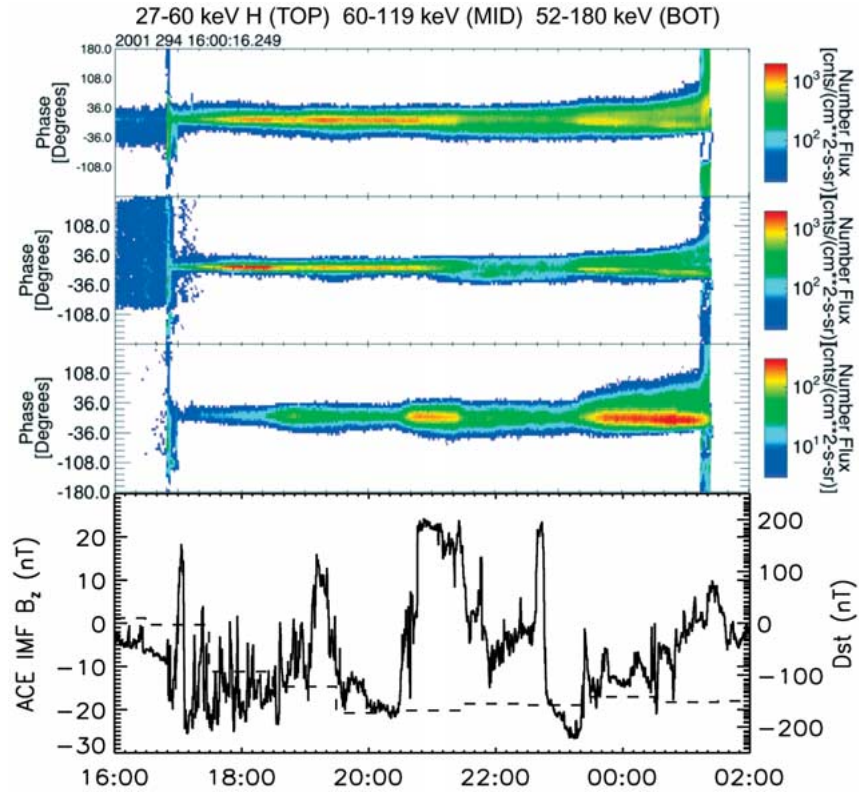 27-60 keV H (TOP) 60-119 keV (MID) 52-180 keV (BOT)
2001 294 16:00:16.249
180.0
108.0
36.0
-36.0
-108.0
Phase
[Degrees]
10³
10²
Number Flux
[cnts/(cm**2-s-sr)]
108.0
36.0
-36.0
-108.0
Phase
[Degrees]
10³
10²
Number Flux
[cnts/(cm**2-s-sr)]
108.0
36.0
-36.0
-108.0
-180.0
Phase
[Degrees]
10²
10¹
Number Flux
[cnts/(cm**2-s-sr)]
20
10
0
-10
-20
-30
ACE IMF Bz (nT)
200
100
0
-100
-200
Dst (nT)
16:00 18:00 20:00 22:00 00:00 02:00